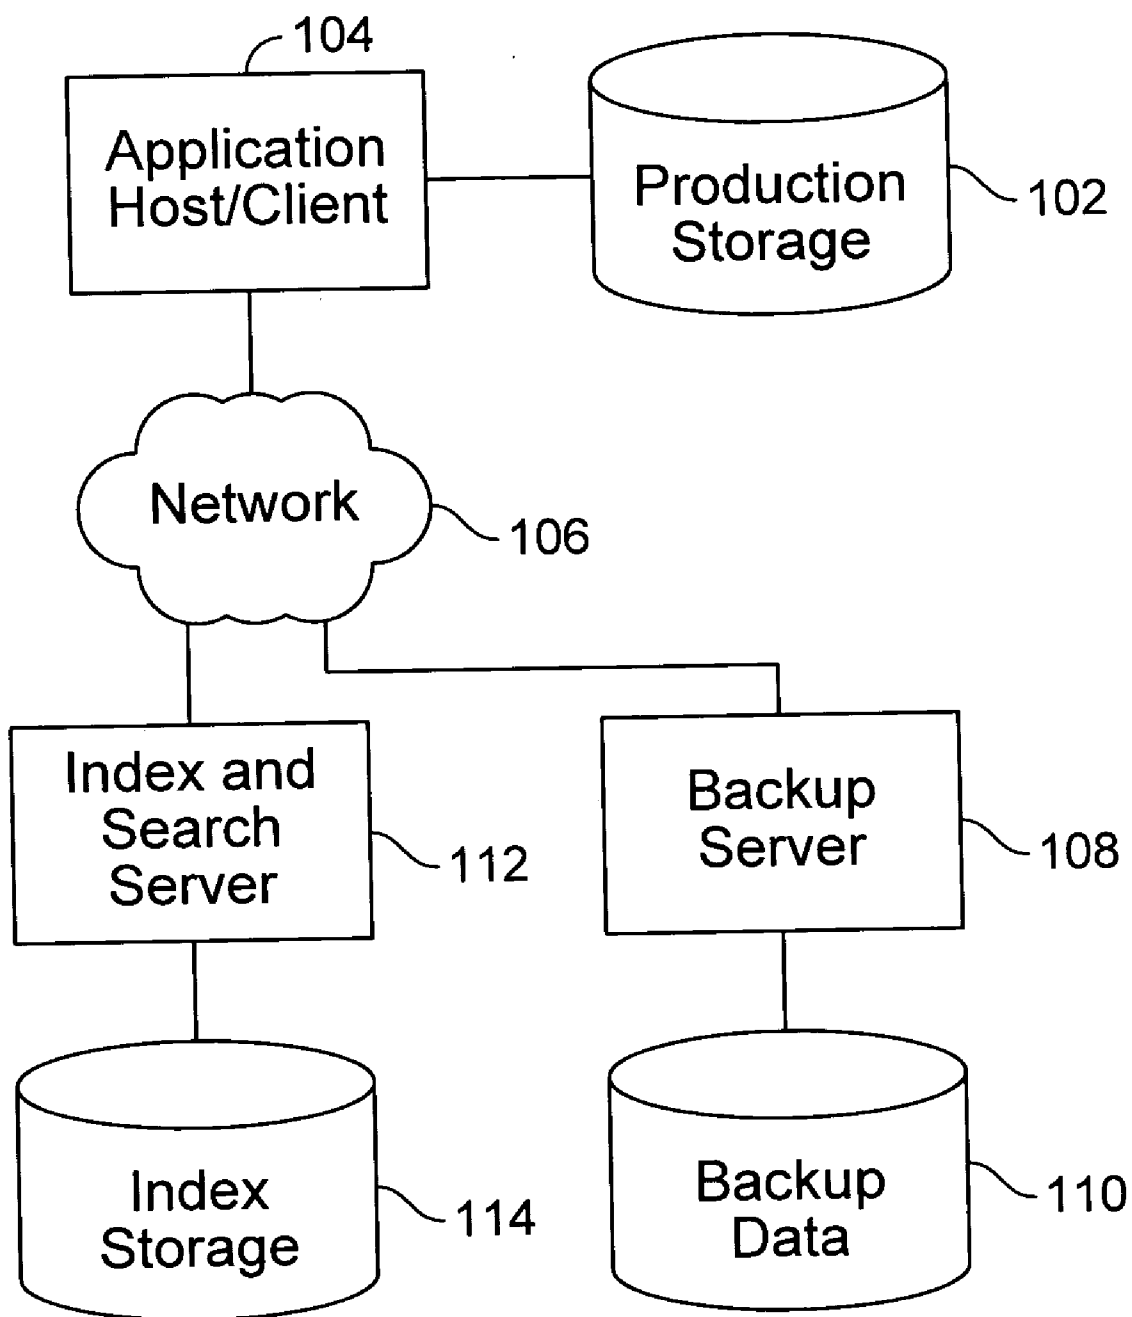 104
Application
Host/Client
Production
Storage
102
Network
106
Index and
Search
Server
112
Backup
Server
108
Index
Storage
114
Backup
Data
110